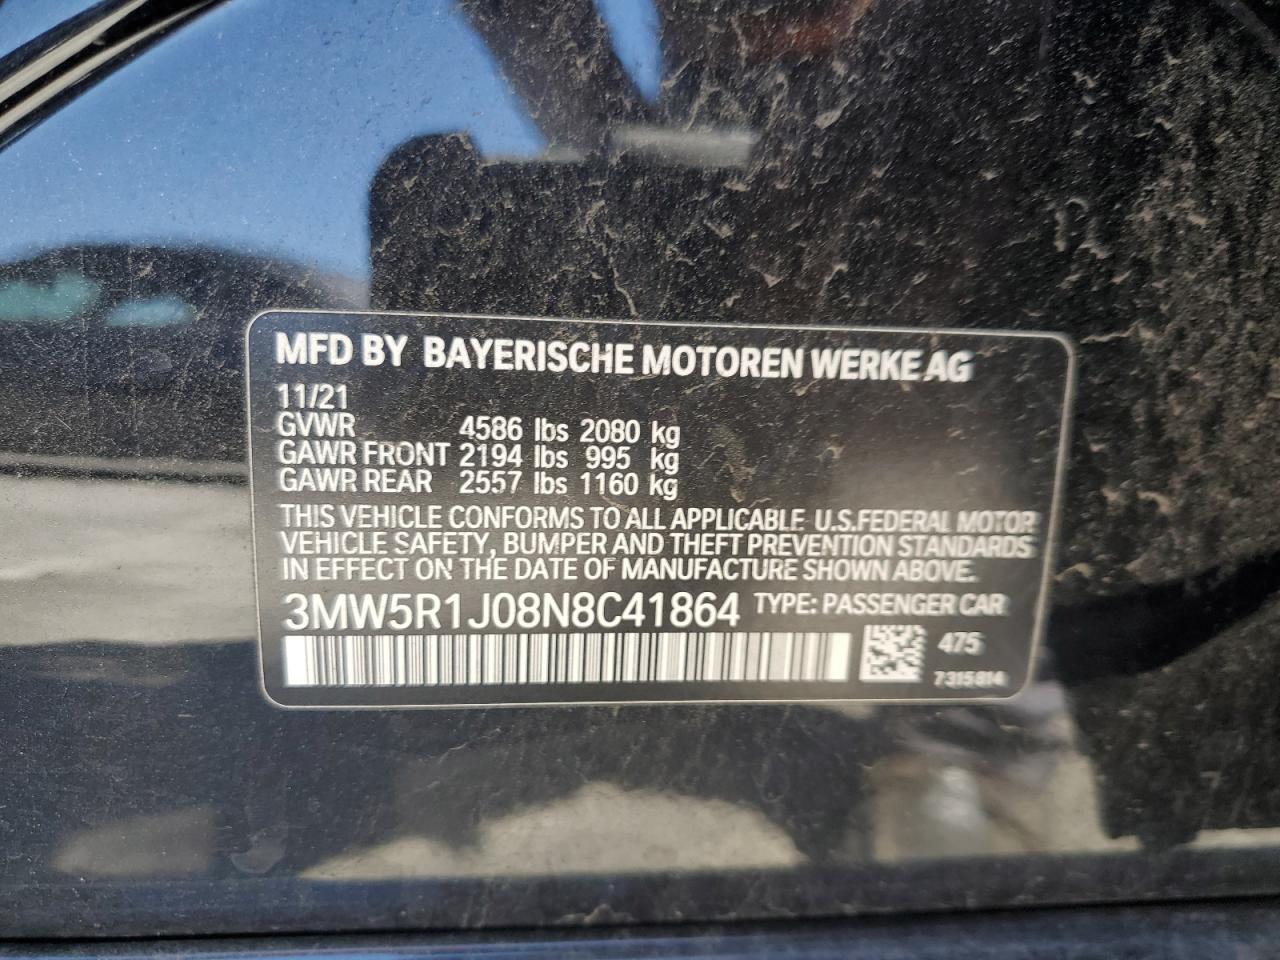 MFD BY BAYERISCHE MOTOREN WERKE AG
11/21
GVWR 4586 lbs 2080 kg
GAWR FRONT 2194 lbs 995 kg
GAWR REAR 2557 lbs 1160 kg
THIS VEHICLE CONFORMS TO ALL APPLICABLE U.S.FEDERAL MOTOR
VEHICLE SAFETY, BUMPER AND THEFT PREVENTION STANDARDS
IN EFFECT ON THE DATE OF MANUFACTURE SHOWN ABOVE.
3MW5R1J08N8C41864 TYPE: PASSENGER CAR
475
7315814